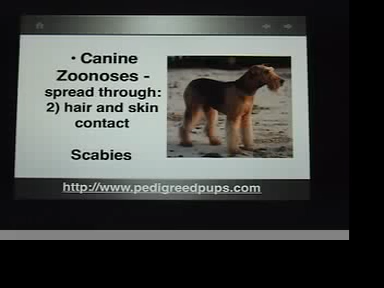 • Canine
Zoonoses -
spread through:
2) hair and skin
contact
Scabies
http://www.pedigreedpups.com